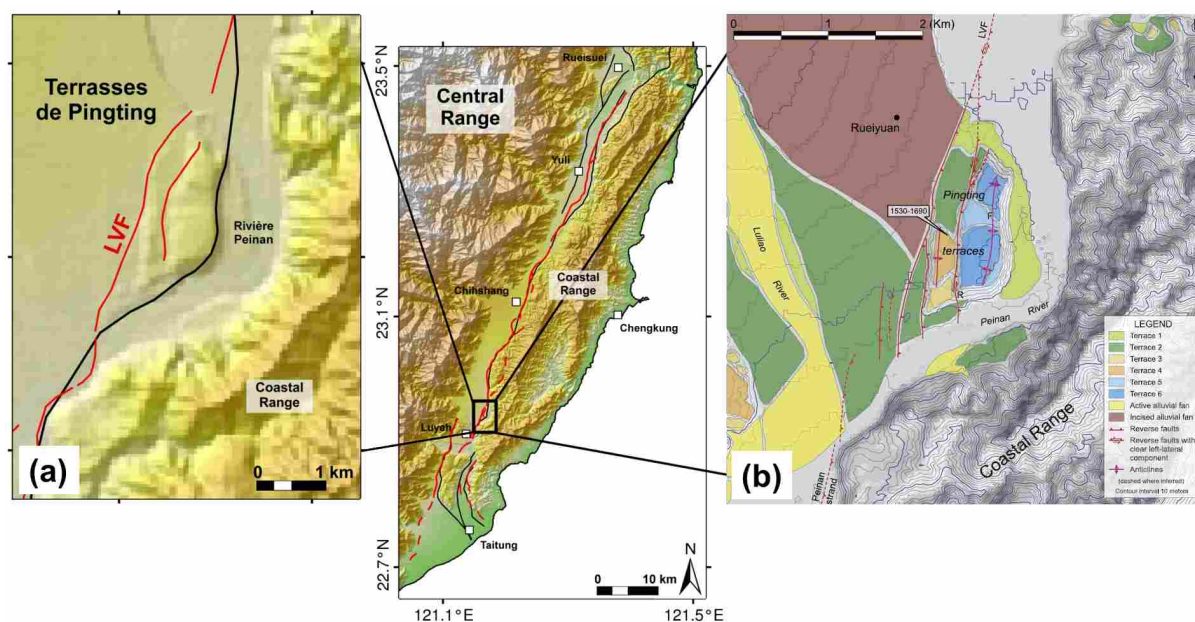 Terrasses
de Pingting
LVF
Rivière
Peinan
Coastal
Range
0 1 km
(a)
Rueisuei
23.5°N
Central
Range
Yuli
Coastal
Range
Chihshang
23.1°N
Chengkung
Luyeh
Taitung
22.7°N
N
0 10 km
121.1°E
121.5°E
0 1 2 (Km)
LVF
Rueiyuan
Pingting
1530-1690
terraces
F
R
Luliao
River
Peinan River
Peinan
strand
Coastal Range
(b)
LEGEND
Terrace 1
Terrace 2
Terrace 3
Terrace 4
Terrace 5
Terrace 6
Active alluvial fan
Incised alluvial fan
Reverse faults
Reverse faults with
clear left-lateral
component
Anticlines
(dashed where inferred)
Contour interval 10 meters